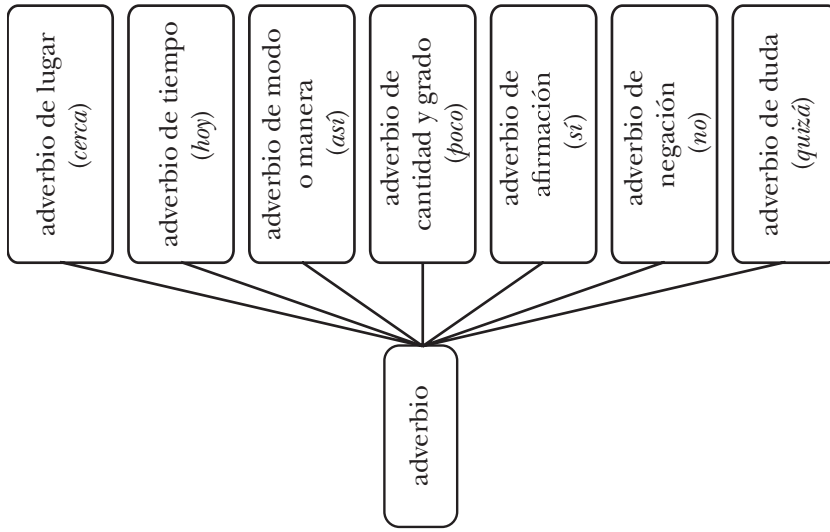 adverbio
adverbio de lugar
(cerca)
adverbio de tiempo
(hoy)
adverbio de modo
o manera
(así)
adverbio de
cantidad y grado
(poco)
adverbio de
afirmación
(sí)
adverbio de
negación
(no)
adverbio de duda
(quizá)